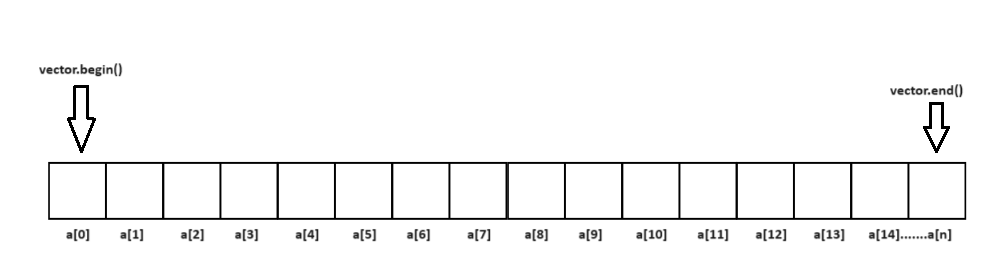 vector.begin()
vector.end()
a[0] a[1] a[2] a[3] a[4] a[5] a[6] a[7] a[8] a[9] a[10] a[11] a[12] a[13] a[14].......a[n]